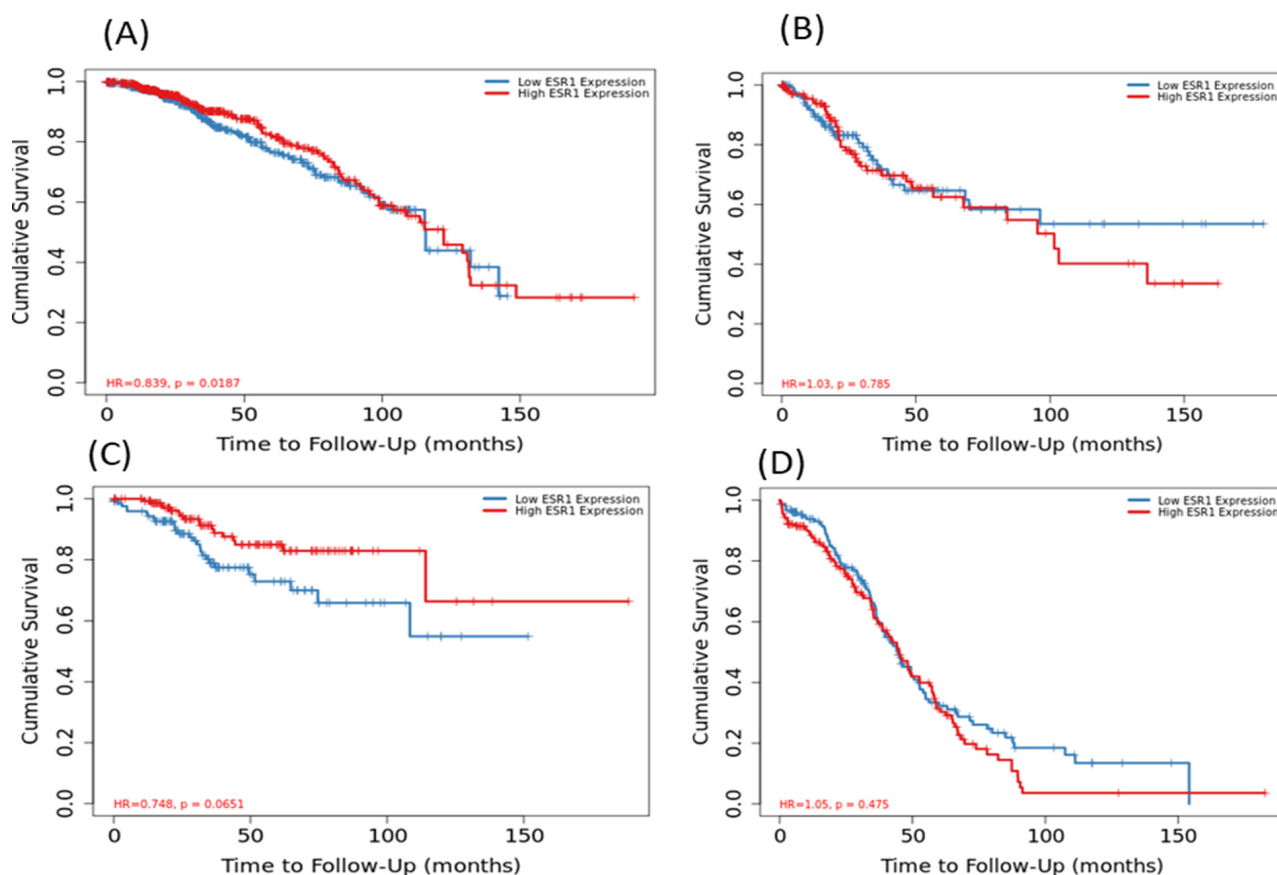 (A)
Low ESR1 Expression
High ESR1 Expression
Cumulative Survival
1.0
0.8
0.6
0.4
0.2
0.0
HR=0.839, p = 0.0187
0 50 100 150
Time to Follow-Up (months)
(B)
Low ESR1 Expression
High ESR1 Expression
Cumulative Survival
1.0
0.8
0.6
0.4
0.2
0.0
HR=1.03, p = 0.785
0 50 100 150
Time to Follow-Up (months)
(C)
Low ESR1 Expression
High ESR1 Expression
Cumulative Survival
1.0
0.8
0.6
0.4
0.2
0.0
HR=0.748, p = 0.0651
0 50 100 150
Time to Follow-Up (months)
(D)
Low ESR1 Expression
High ESR1 Expression
Cumulative Survival
1.0
0.8
0.6
0.4
0.2
0.0
HR=1.05, p = 0.475
0 50 100 150
Time to Follow-Up (months)